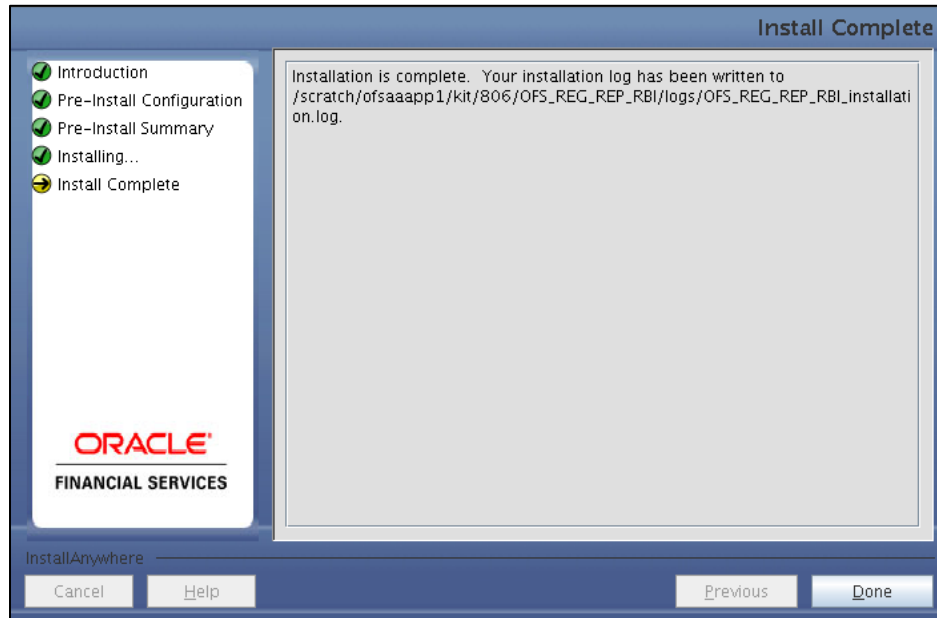 Install Complete
Introduction
Pre-Install Configuration
Pre-Install Summary
Installing...
Install Complete
Installation is complete. Your installation log has been written to
/scratch/ofsaaapp1/kit/806/OFS_REG_REP_RBI/logs/OFS_REG_REP_RBI_installati
on.log.
ORACLE'
FINANCIAL SERVICES
InstallAnywhere
Cancel Help Previous Done